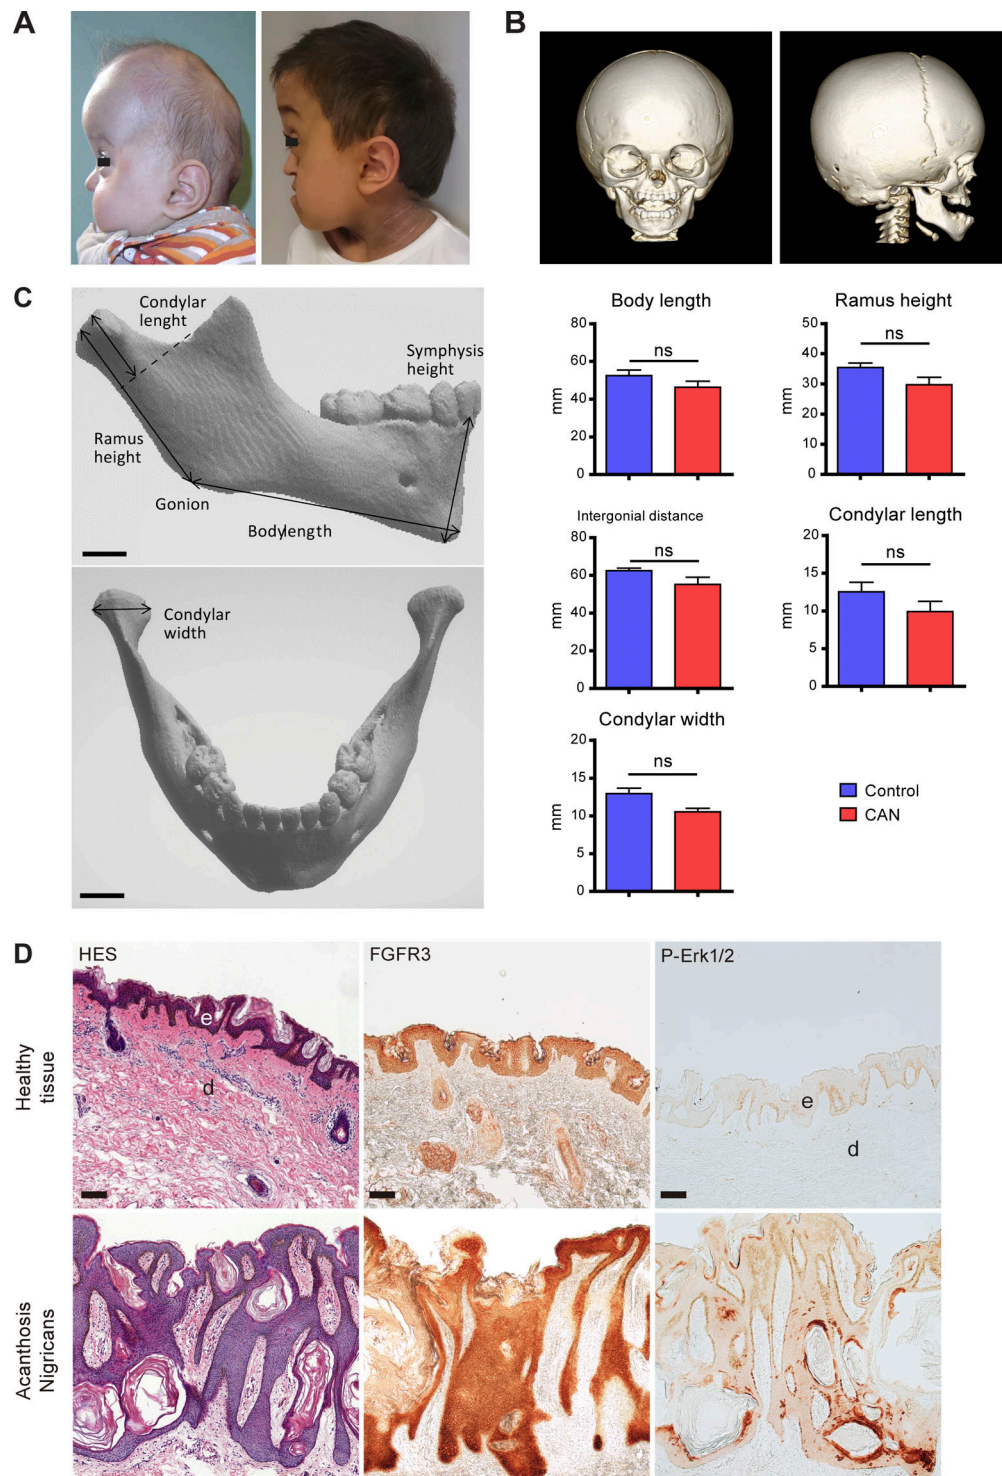 A
B
C
Condylar
lenght
Symphysis
height
Ramus
height
Gonion
Bodylength
Condylar
width
Body length
80
60
40
20
0
mm
ns
Ramus height
50
40
30
20
10
0
mm
ns
Intergonial distance
80
60
40
20
0
mm
ns
Condylar length
20
15
10
5
0
mm
ns
Condylar width
20
15
10
5
0
mm
ns
Control
CAN
D
HES
FGFR3
P-Erk1/2
Healthy
tissue
e
d
e
d
Acanthosis
Nigricans